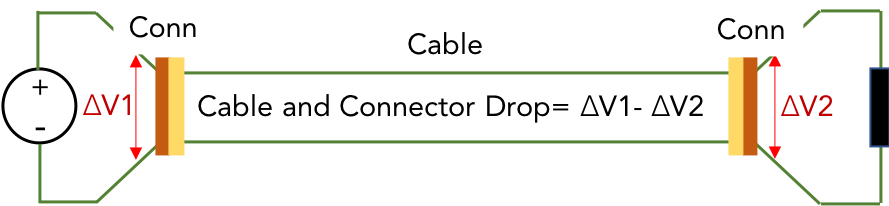 Conn
Conn
Cable
+
ΔV1
Cable and Connector Drop= ΔV1- ΔV2
ΔV2
-